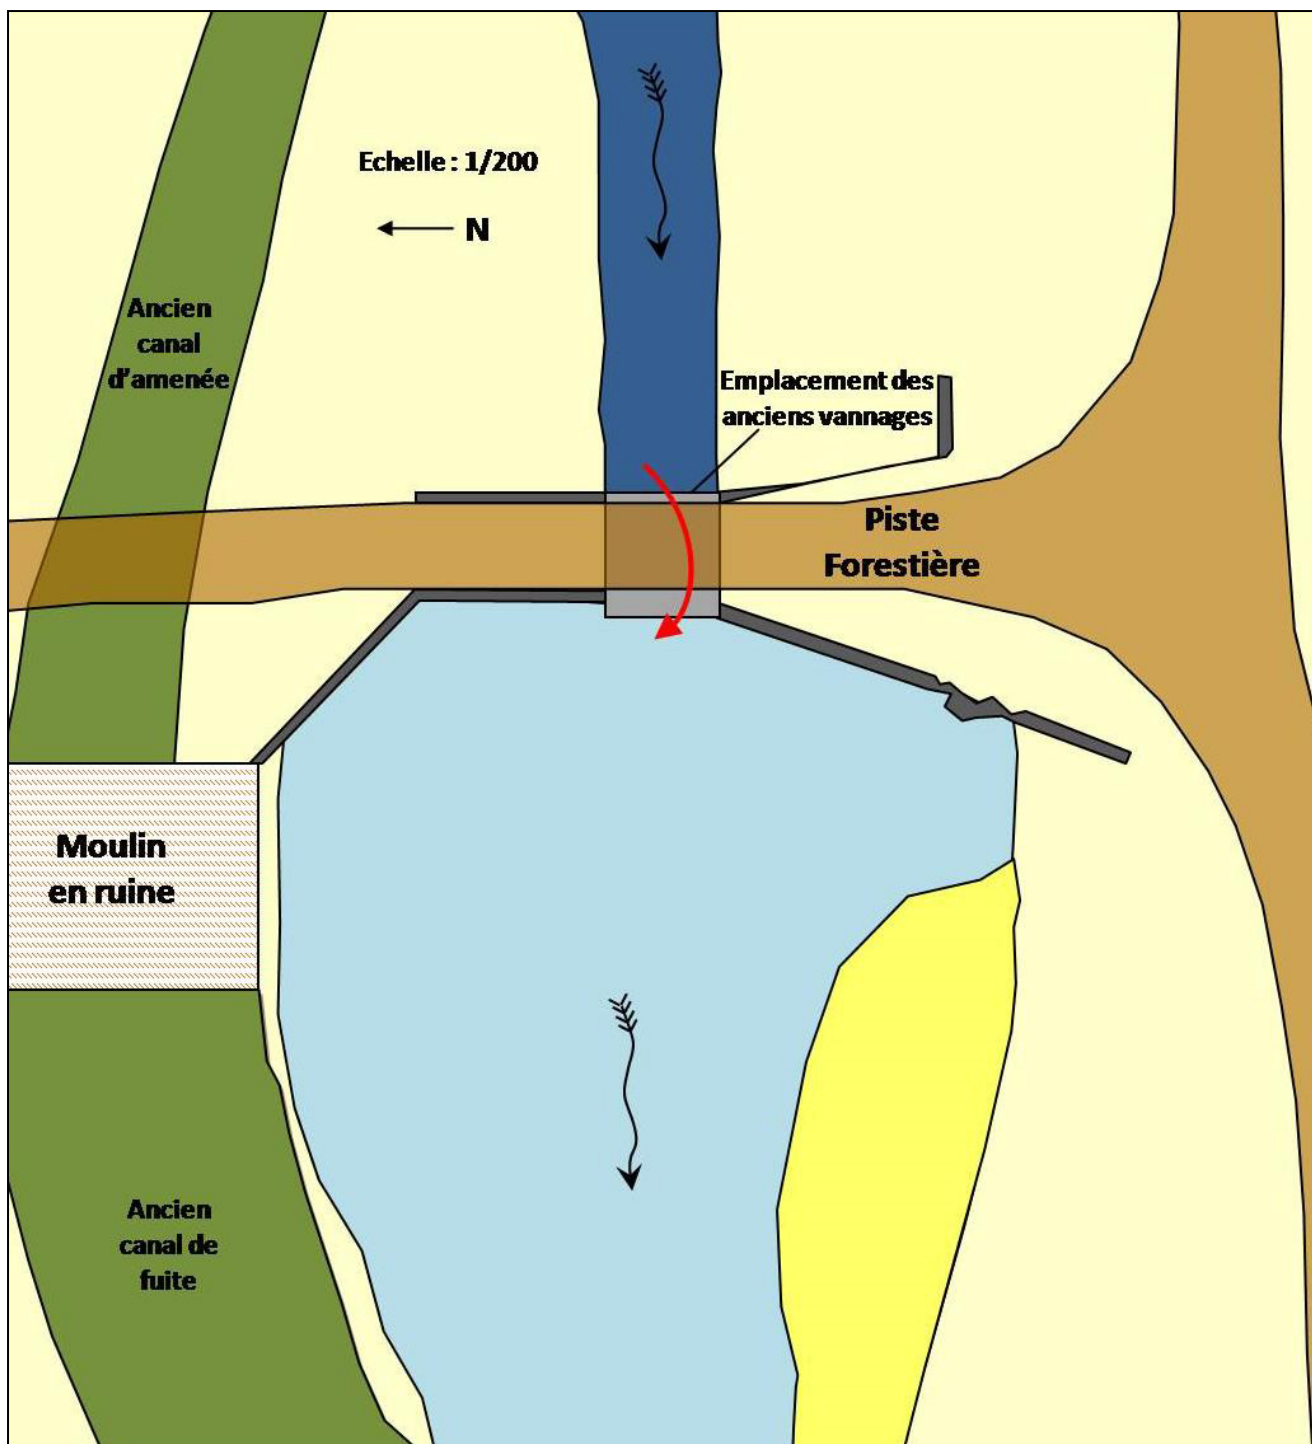 Echelle : 1/200
N
Ancien
canal
d'amenée
Emplacement des
anciens vannages
Piste
Forestière
Moulin
en ruine
Ancien
canal de
fuite